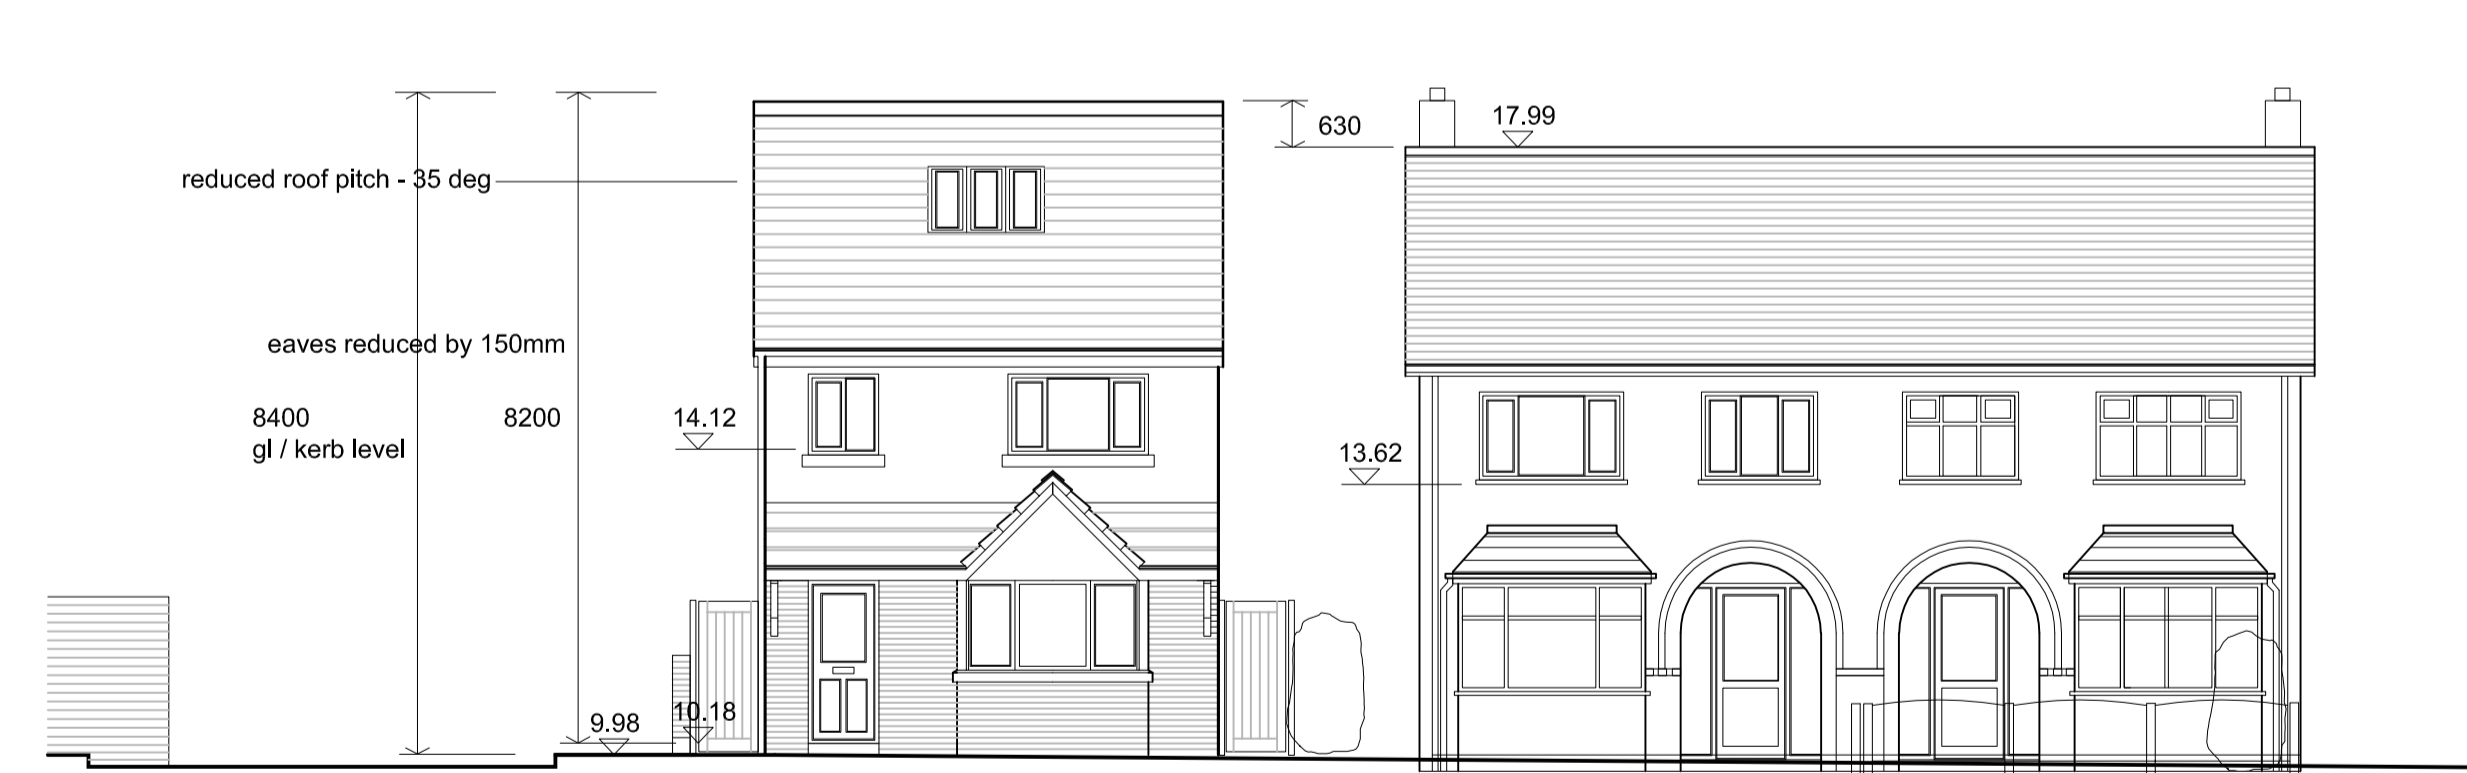 630
17.99
reduced roof pitch - 35 deg
eaves reduced by 150mm
8400
gl / kerb level
8200
14.12
13.62
9.98
10.18